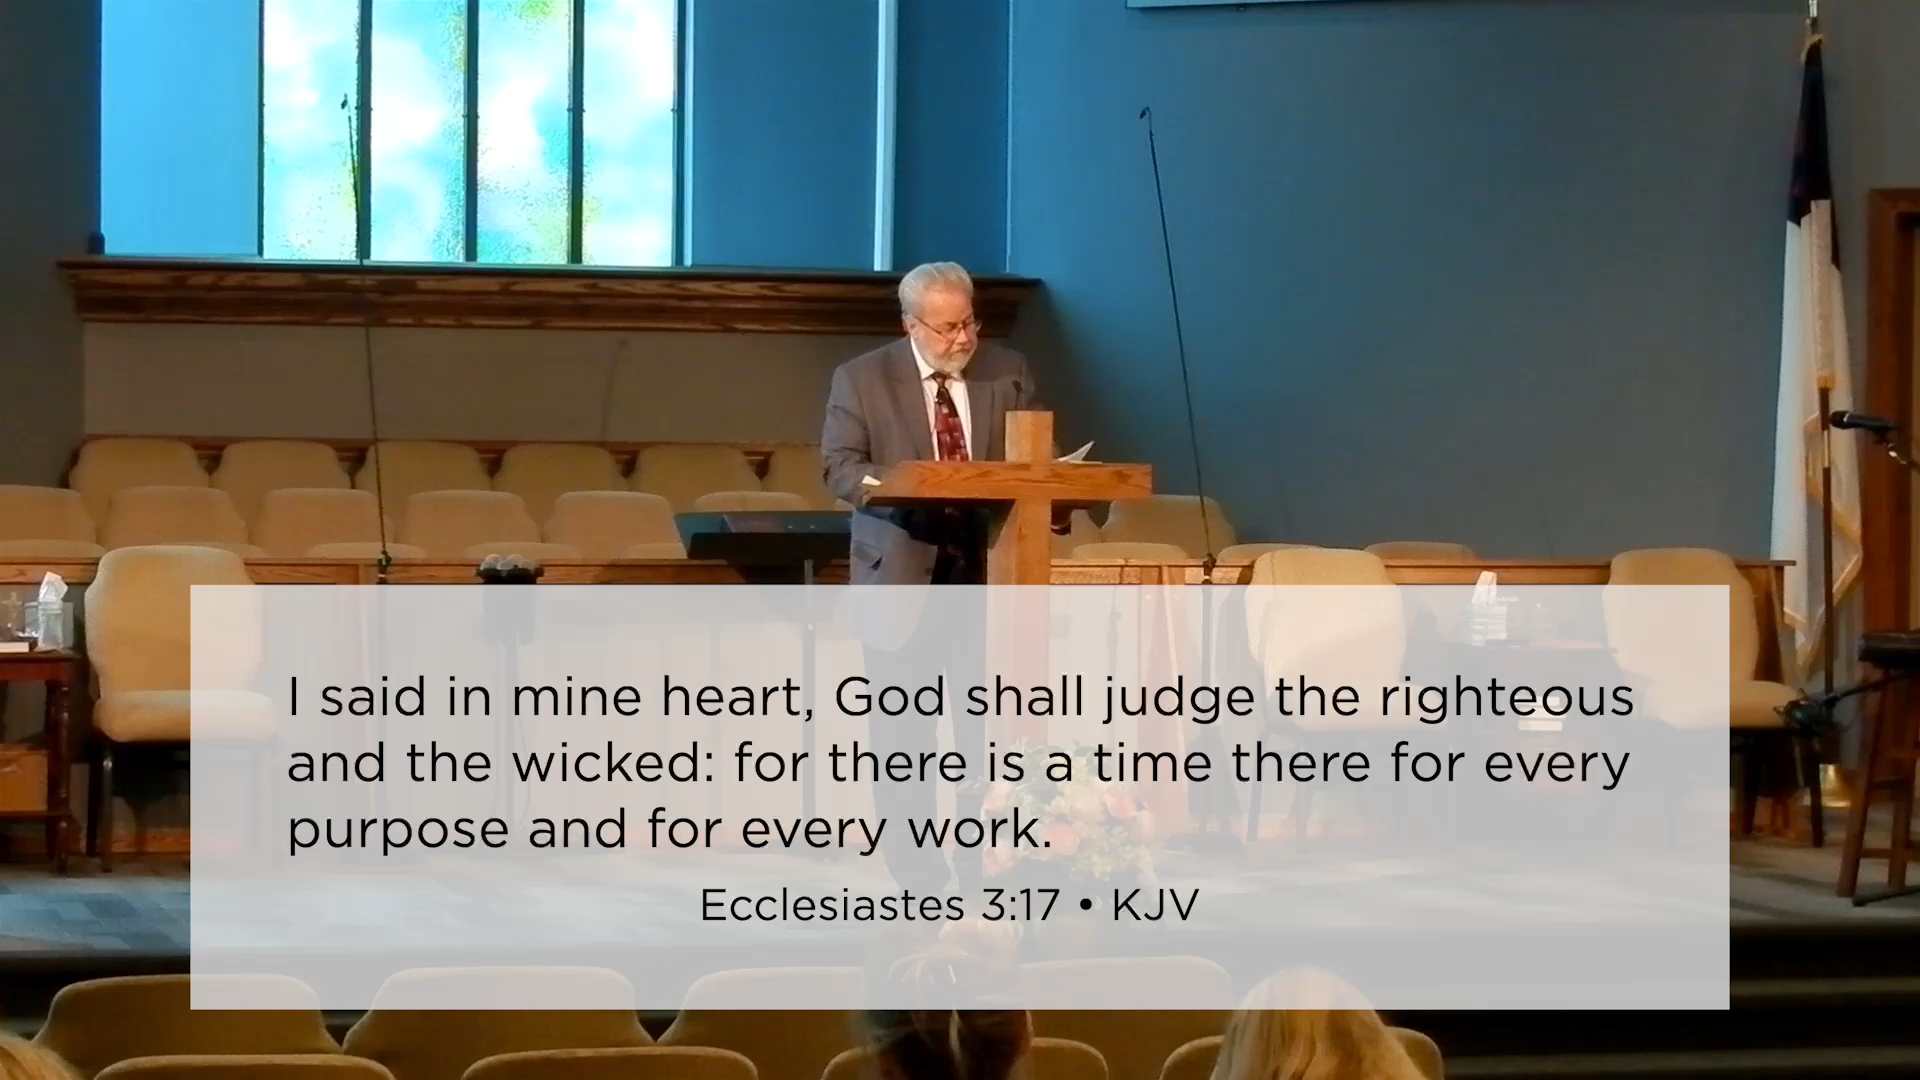 I said in mine heart, God shall judge the righteous
and the wicked: for there is a time there for every
purpose and for every work.
Ecclesiastes 3:17 • KJV